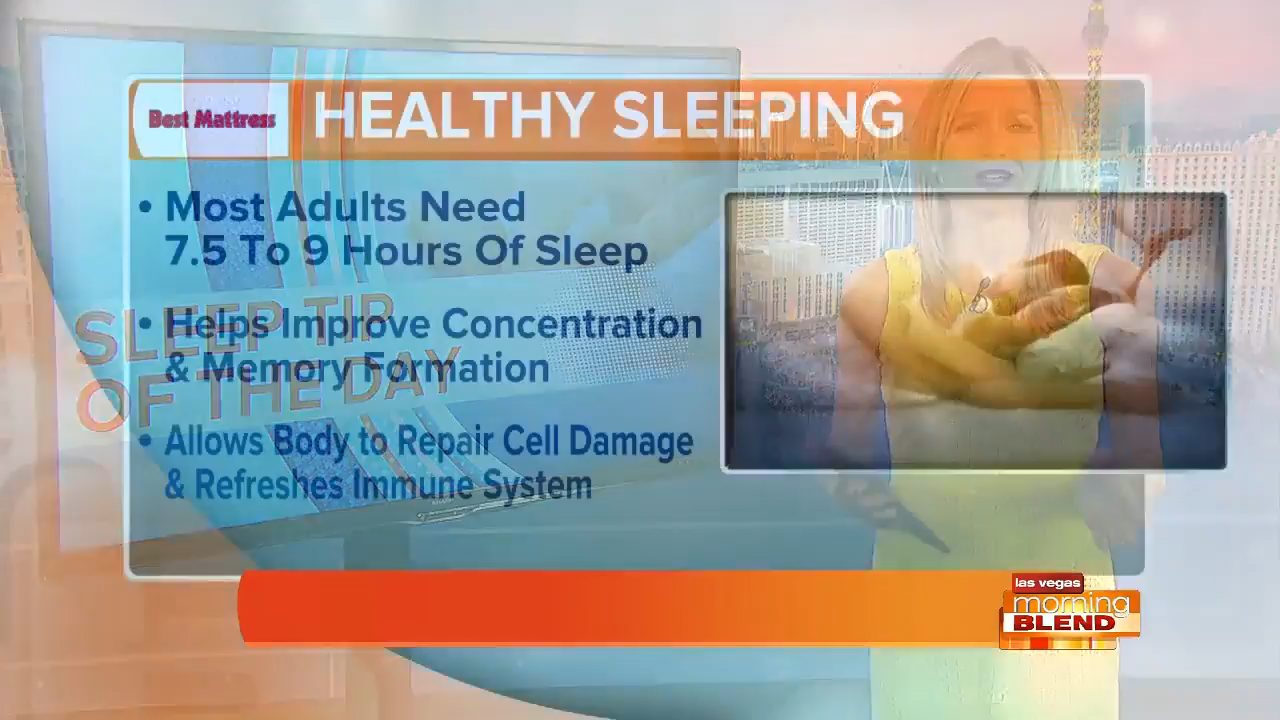 Best Mattress
HEALTHY SLEEPING
• Most Adults Need
7.5 To 9 Hours Of Sleep
• Helps Improve Concentration
& Memory Formation
• Allows Body to Repair Cell Damage
& Refreshes Immune System
SLEEP TIP
OF THE DAY
las vegas
morning
BLEND